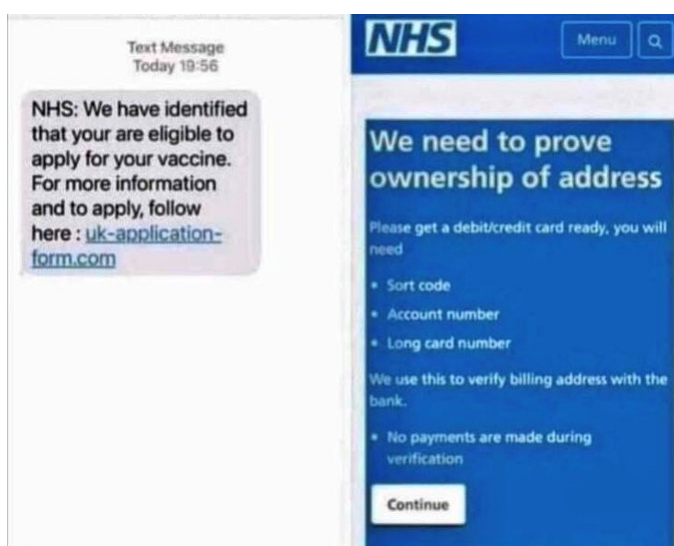 Text Message
Today 19:56
NHS: We have identified
that your are eligible to
apply for your vaccine.
For more information
and to apply, follow
here : uk-application-
form.com
NHS
Menu
We need to prove
ownership of address
Please get a debit/credit card ready, you will
need
• Sort code
• Account number
• Long card number
We use this to verify billing address with the
bank.
• No payments are made during
verification
Continue